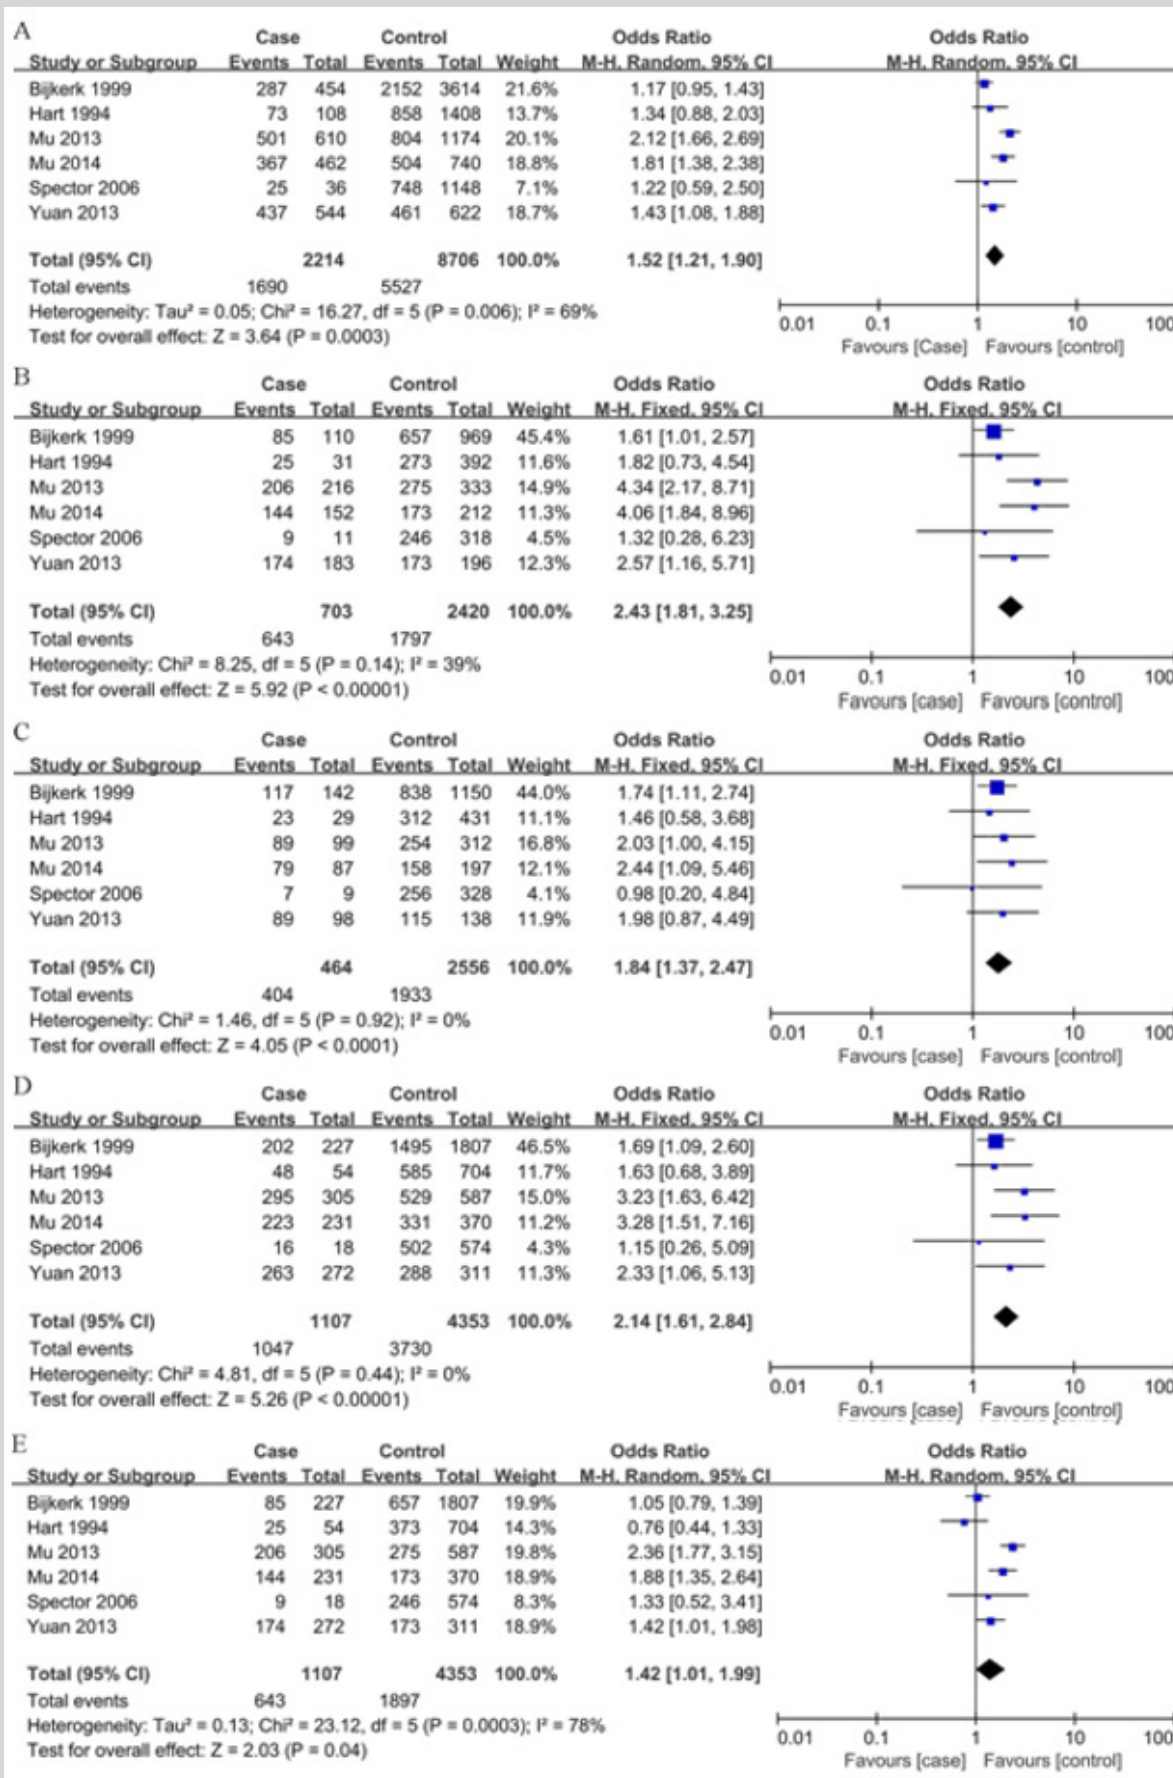 A
Case Control Odds Ratio Odds Ratio
Study or Subgroup Events Total Events Total Weight M-H, Random, 95% CI M-H, Random, 95% CI
Bijkerk 1999 287 454 2152 3614 21.6% 1.17 [0.95, 1.43]
Hart 1994 73 108 858 1408 13.7% 1.34 [0.88, 2.03]
Mu 2013 501 610 804 1174 20.1% 2.12 [1.66, 2.69]
Mu 2014 367 462 504 740 18.8% 1.81 [1.38, 2.38]
Spector 2006 25 36 748 1148 7.1% 1.22 [0.59, 2.50]
Yuan 2013 437 544 461 622 18.7% 1.43 [1.08, 1.88]
Total (95% CI) 2214 8706 100.0% 1.52 [1.21, 1.90]
Total events 1690 5527
Heterogeneity: Tau² = 0.05; Chi² = 16.27, df = 5 (P = 0.006); I² = 69%
Test for overall effect: Z = 3.64 (P = 0.0003)
0.01 0.1 1 10 100
Favours [Case] Favours [control]
B
Case Control Odds Ratio Odds Ratio
Study or Subgroup Events Total Events Total Weight M-H, Fixed, 95% CI M-H, Fixed, 95% CI
Bijkerk 1999 85 110 657 969 45.4% 1.61 [1.01, 2.57]
Hart 1994 25 31 273 392 11.6% 1.82 [0.73, 4.54]
Mu 2013 206 216 275 333 14.9% 4.34 [2.17, 8.71]
Mu 2014 144 152 173 212 11.3% 4.06 [1.84, 8.96]
Spector 2006 9 11 246 318 4.5% 1.32 [0.28, 6.23]
Yuan 2013 174 183 173 196 12.3% 2.57 [1.16, 5.71]
Total (95% CI) 703 2420 100.0% 2.43 [1.81, 3.25]
Total events 643 1797
Heterogeneity: Chi² = 8.25, df = 5 (P = 0.14); I² = 39%
Test for overall effect: Z = 5.92 (P < 0.00001)
0.01 0.1 1 10 100
Favours [case] Favours [control]
C
Case Control Odds Ratio Odds Ratio
Study or Subgroup Events Total Events Total Weight M-H, Fixed, 95% CI M-H, Fixed, 95% CI
Bijkerk 1999 117 142 838 1150 44.0% 1.74 [1.11, 2.74]
Hart 1994 23 29 312 431 11.1% 1.46 [0.58, 3.68]
Mu 2013 89 99 254 312 16.8% 2.03 [1.00, 4.15]
Mu 2014 79 87 158 197 12.1% 2.44 [1.09, 5.46]
Spector 2006 7 9 256 328 4.1% 0.98 [0.20, 4.84]
Yuan 2013 89 98 115 138 11.9% 1.98 [0.87, 4.49]
Total (95% CI) 464 2556 100.0% 1.84 [1.37, 2.47]
Total events 404 1933
Heterogeneity: Chi² = 1.46, df = 5 (P = 0.92); I² = 0%
Test for overall effect: Z = 4.05 (P < 0.0001)
0.01 0.1 1 10 100
Favours [case] Favours [control]
D
Case Control Odds Ratio Odds Ratio
Study or Subgroup Events Total Events Total Weight M-H, Fixed, 95% CI M-H, Fixed, 95% CI
Bijkerk 1999 202 227 1495 1807 46.5% 1.69 [1.09, 2.60]
Hart 1994 48 54 585 704 11.7% 1.63 [0.68, 3.89]
Mu 2013 295 305 529 587 15.0% 3.23 [1.63, 6.42]
Mu 2014 223 231 331 370 11.2% 3.28 [1.51, 7.16]
Spector 2006 16 18 502 574 4.3% 1.15 [0.26, 5.09]
Yuan 2013 263 272 288 311 11.3% 2.33 [1.06, 5.13]
Total (95% CI) 1107 4353 100.0% 2.14 [1.61, 2.84]
Total events 1047 3730
Heterogeneity: Chi² = 4.81, df = 5 (P = 0.44); I² = 0%
Test for overall effect: Z = 5.26 (P < 0.00001)
0.01 0.1 1 10 100
Favours [case] Favours [control]
E
Case Control Odds Ratio Odds Ratio
Study or Subgroup Events Total Events Total Weight M-H, Random, 95% CI M-H, Random, 95% CI
Bijkerk 1999 85 227 657 1807 19.9% 1.05 [0.79, 1.39]
Hart 1994 25 54 373 704 14.3% 0.76 [0.44, 1.33]
Mu 2013 206 305 275 587 19.8% 2.36 [1.77, 3.15]
Mu 2014 144 231 173 370 18.9% 1.88 [1.35, 2.64]
Spector 2006 9 18 246 574 8.3% 1.33 [0.52, 3.41]
Yuan 2013 174 272 173 311 18.9% 1.42 [1.01, 1.98]
Total (95% CI) 1107 4353 100.0% 1.42 [1.01, 1.99]
Total events 643 1897
Heterogeneity: Tau² = 0.13; Chi² = 23.12, df = 5 (P = 0.0003); I² = 78%
Test for overall effect: Z = 2.03 (P = 0.04)
0.01 0.1 1 10 100
Favours [case] Favours [control]